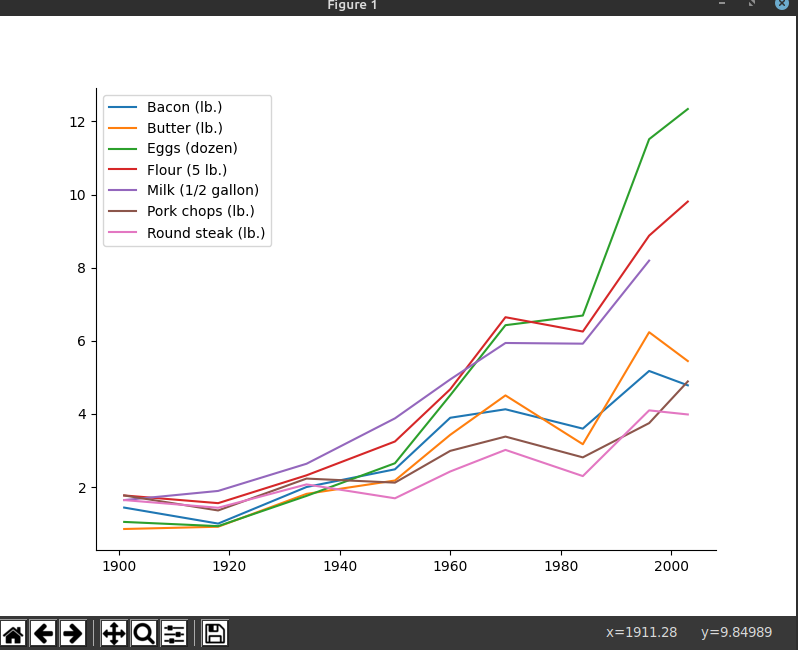 Figure 1
Bacon (lb.)
Butter (lb.)
Eggs (dozen)
Flour (5 lb.)
Milk (1/2 gallon)
Pork chops (lb.)
Round steak (lb.)
12
10
8
6
4
2
1900 1920 1940 1960 1980 2000
x=1911.28 y=9.84989